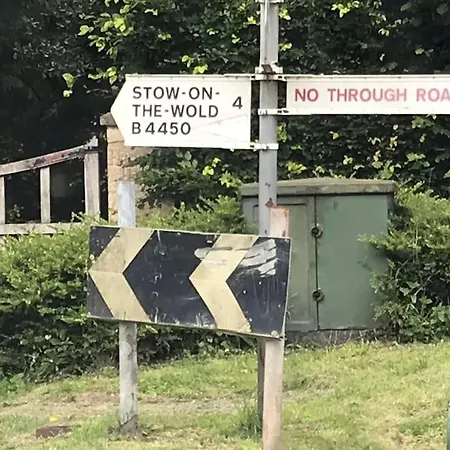 STOW-ON-
THE-WOLD 4
B4450
NO THROUGH ROA